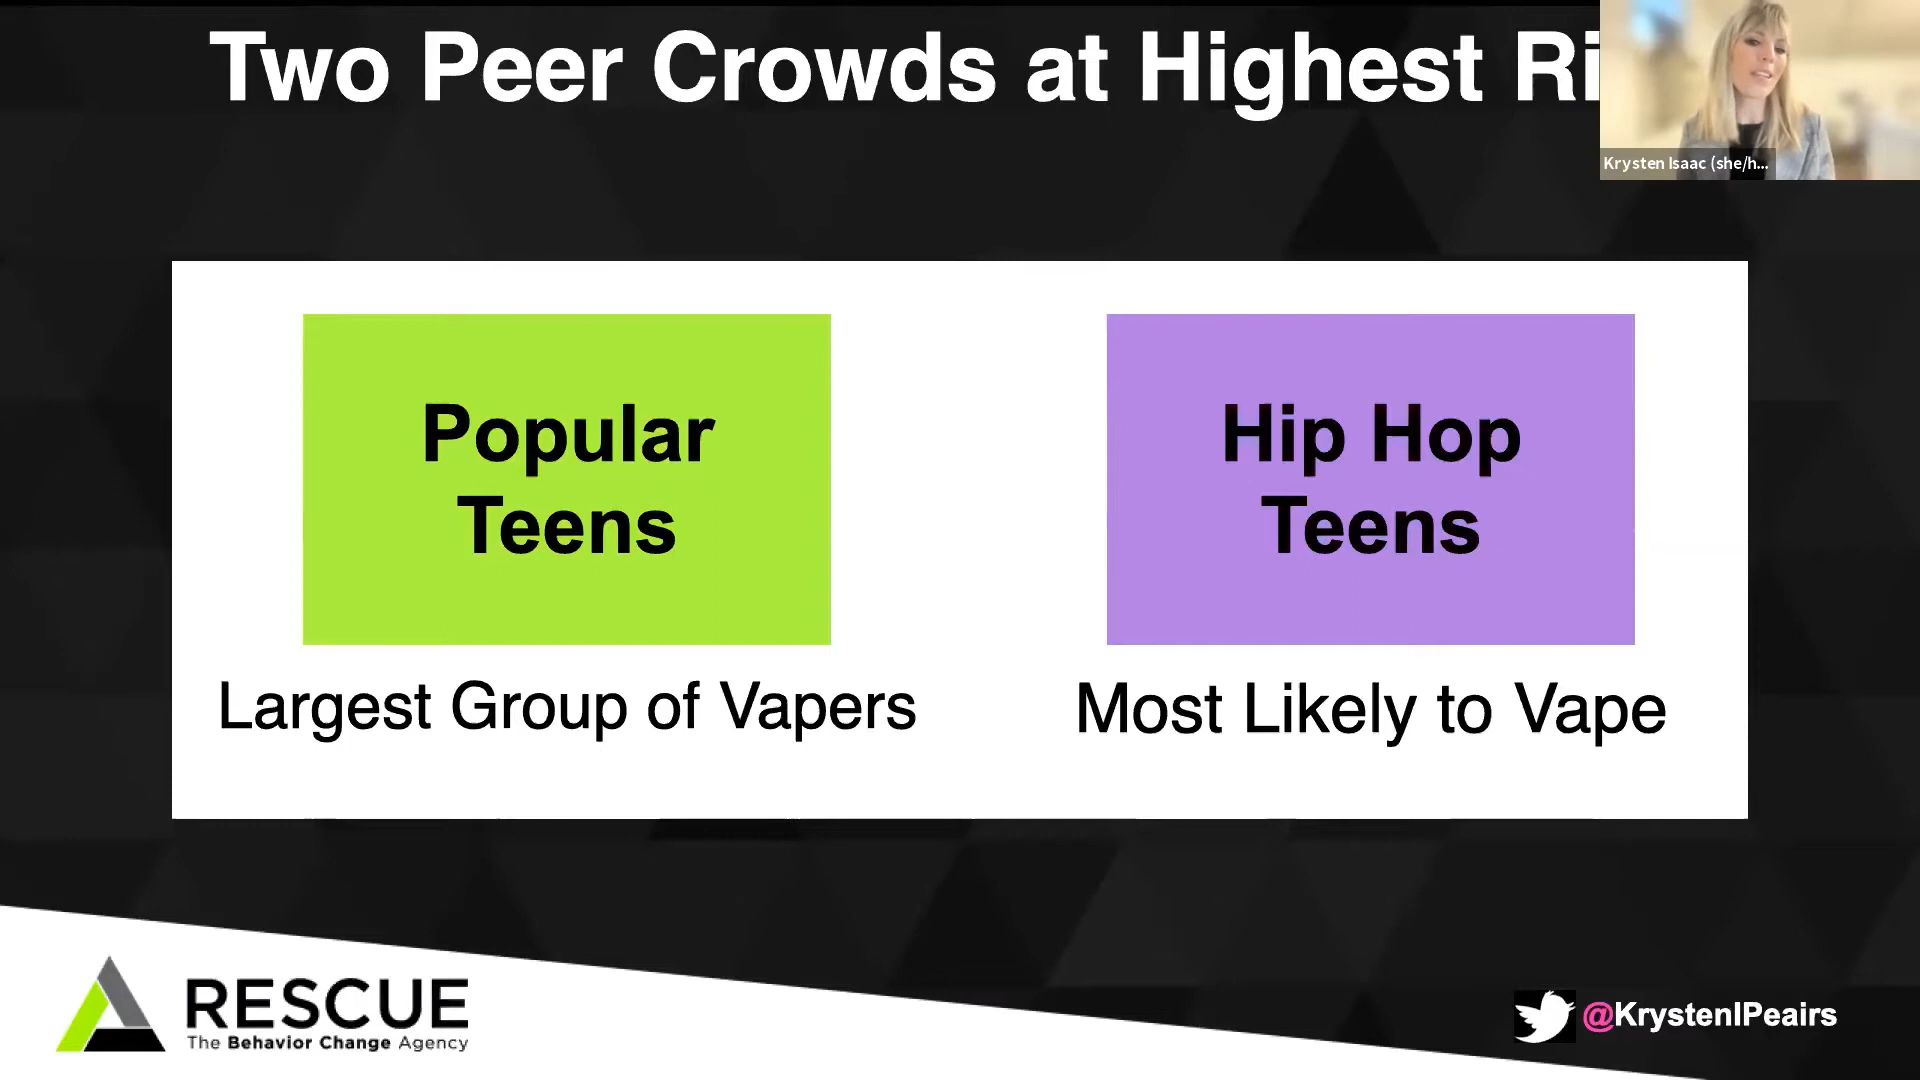 Two Peer Crowds at Highest Ri
Krysten Isaac (she/h...
Popular
Teens
Hip Hop
Teens
Largest Group of Vapers
Most Likely to Vape
RESCUE
The Behavior Change Agency
@KrystenIPeairs